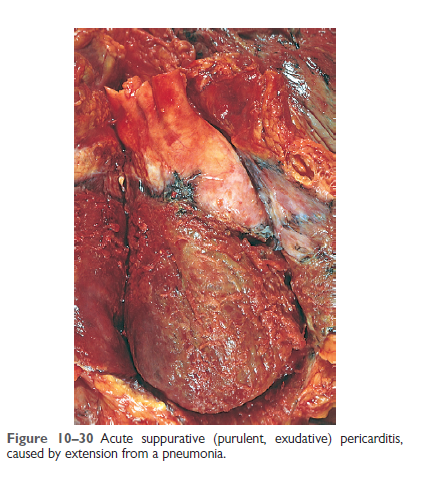 Figure 10–30 Acute suppurative (purulent, exudative) pericarditis,
caused by extension from a pneumonia.